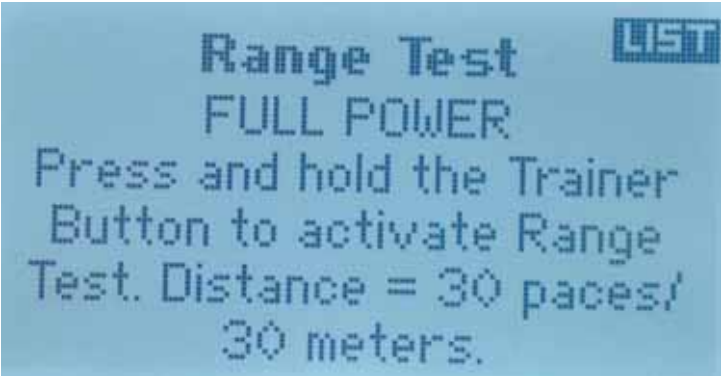 LIST
Range Test
FULL POWER
Press and hold the Trainer
Button to activate Range
Test. Distance = 30 paces/
30 meters.